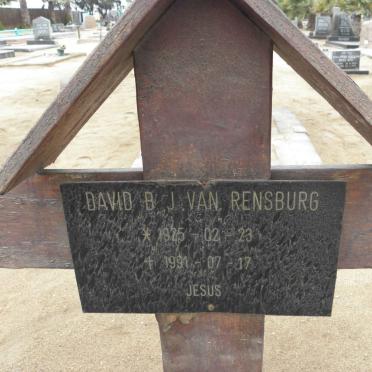 DAVID B J VAN RENSBURG
* 1925 - 02 - 23
✝ 1991 - 07 - 17
JESUS